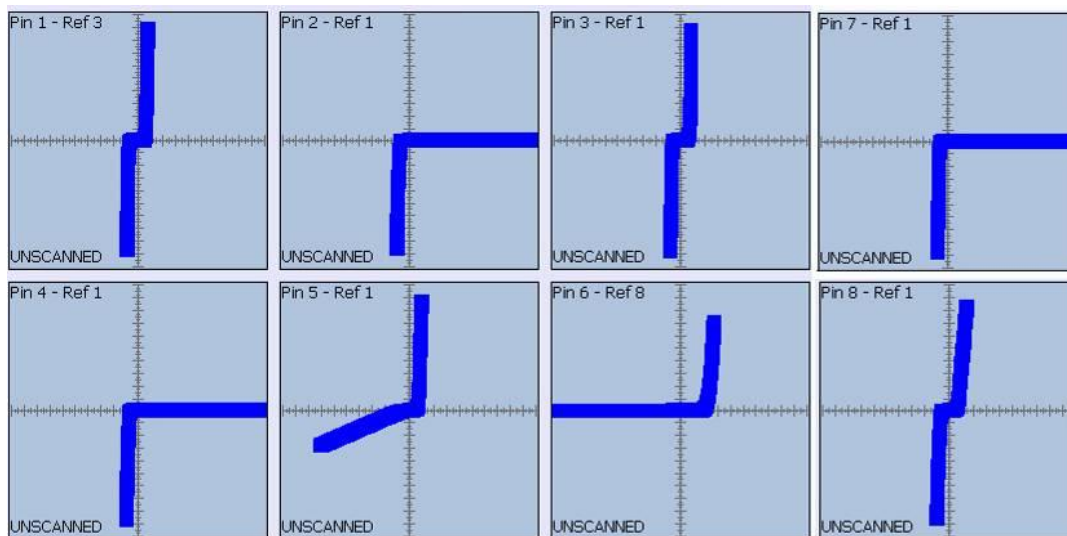 Pin 1 - Ref 3
UNSCANNED
Pin 2 - Ref 1
UNSCANNED
Pin 3 - Ref 1
UNSCANNED
Pin 7 - Ref 1
UNSCANNED
Pin 4 - Ref 1
UNSCANNED
Pin 5 - Ref 1
UNSCANNED
Pin 6 - Ref 8
UNSCANNED
Pin 8 - Ref 1
UNSCANNED